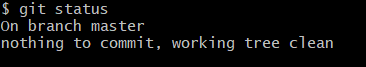 $ git status
On branch master
nothing to commit, working tree clean